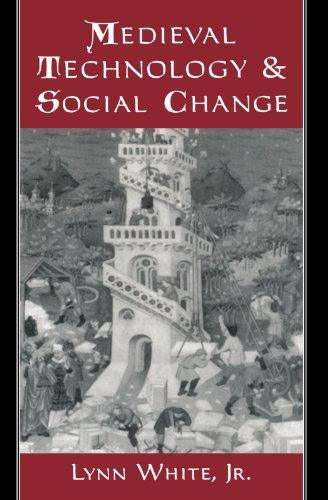 MEDIEVAL
TECHNOLOGY &
SOCIAL CHANGE
LYNN WHITE, JR.